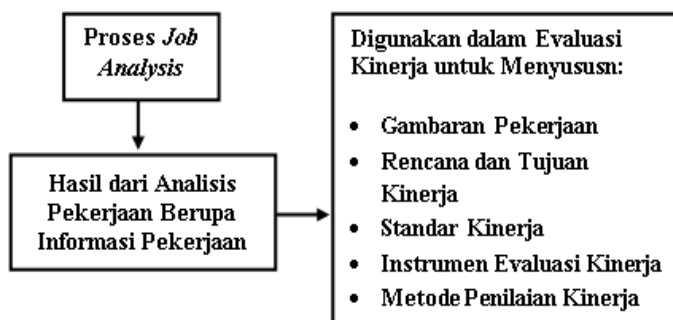 Proses Job
Analysis
Hasil dari Analisis
Pekerjaan Berupa
Informasi Pekerjaan
Digunakan dalam Evaluasi
Kinerja untuk Menyususn:
• Gambaran Pekerjaan
• Rencana dan Tujuan
Kinerja
• Standar Kinerja
• Instrumen Evaluasi Kinerja
• Metode Penilaian Kinerja